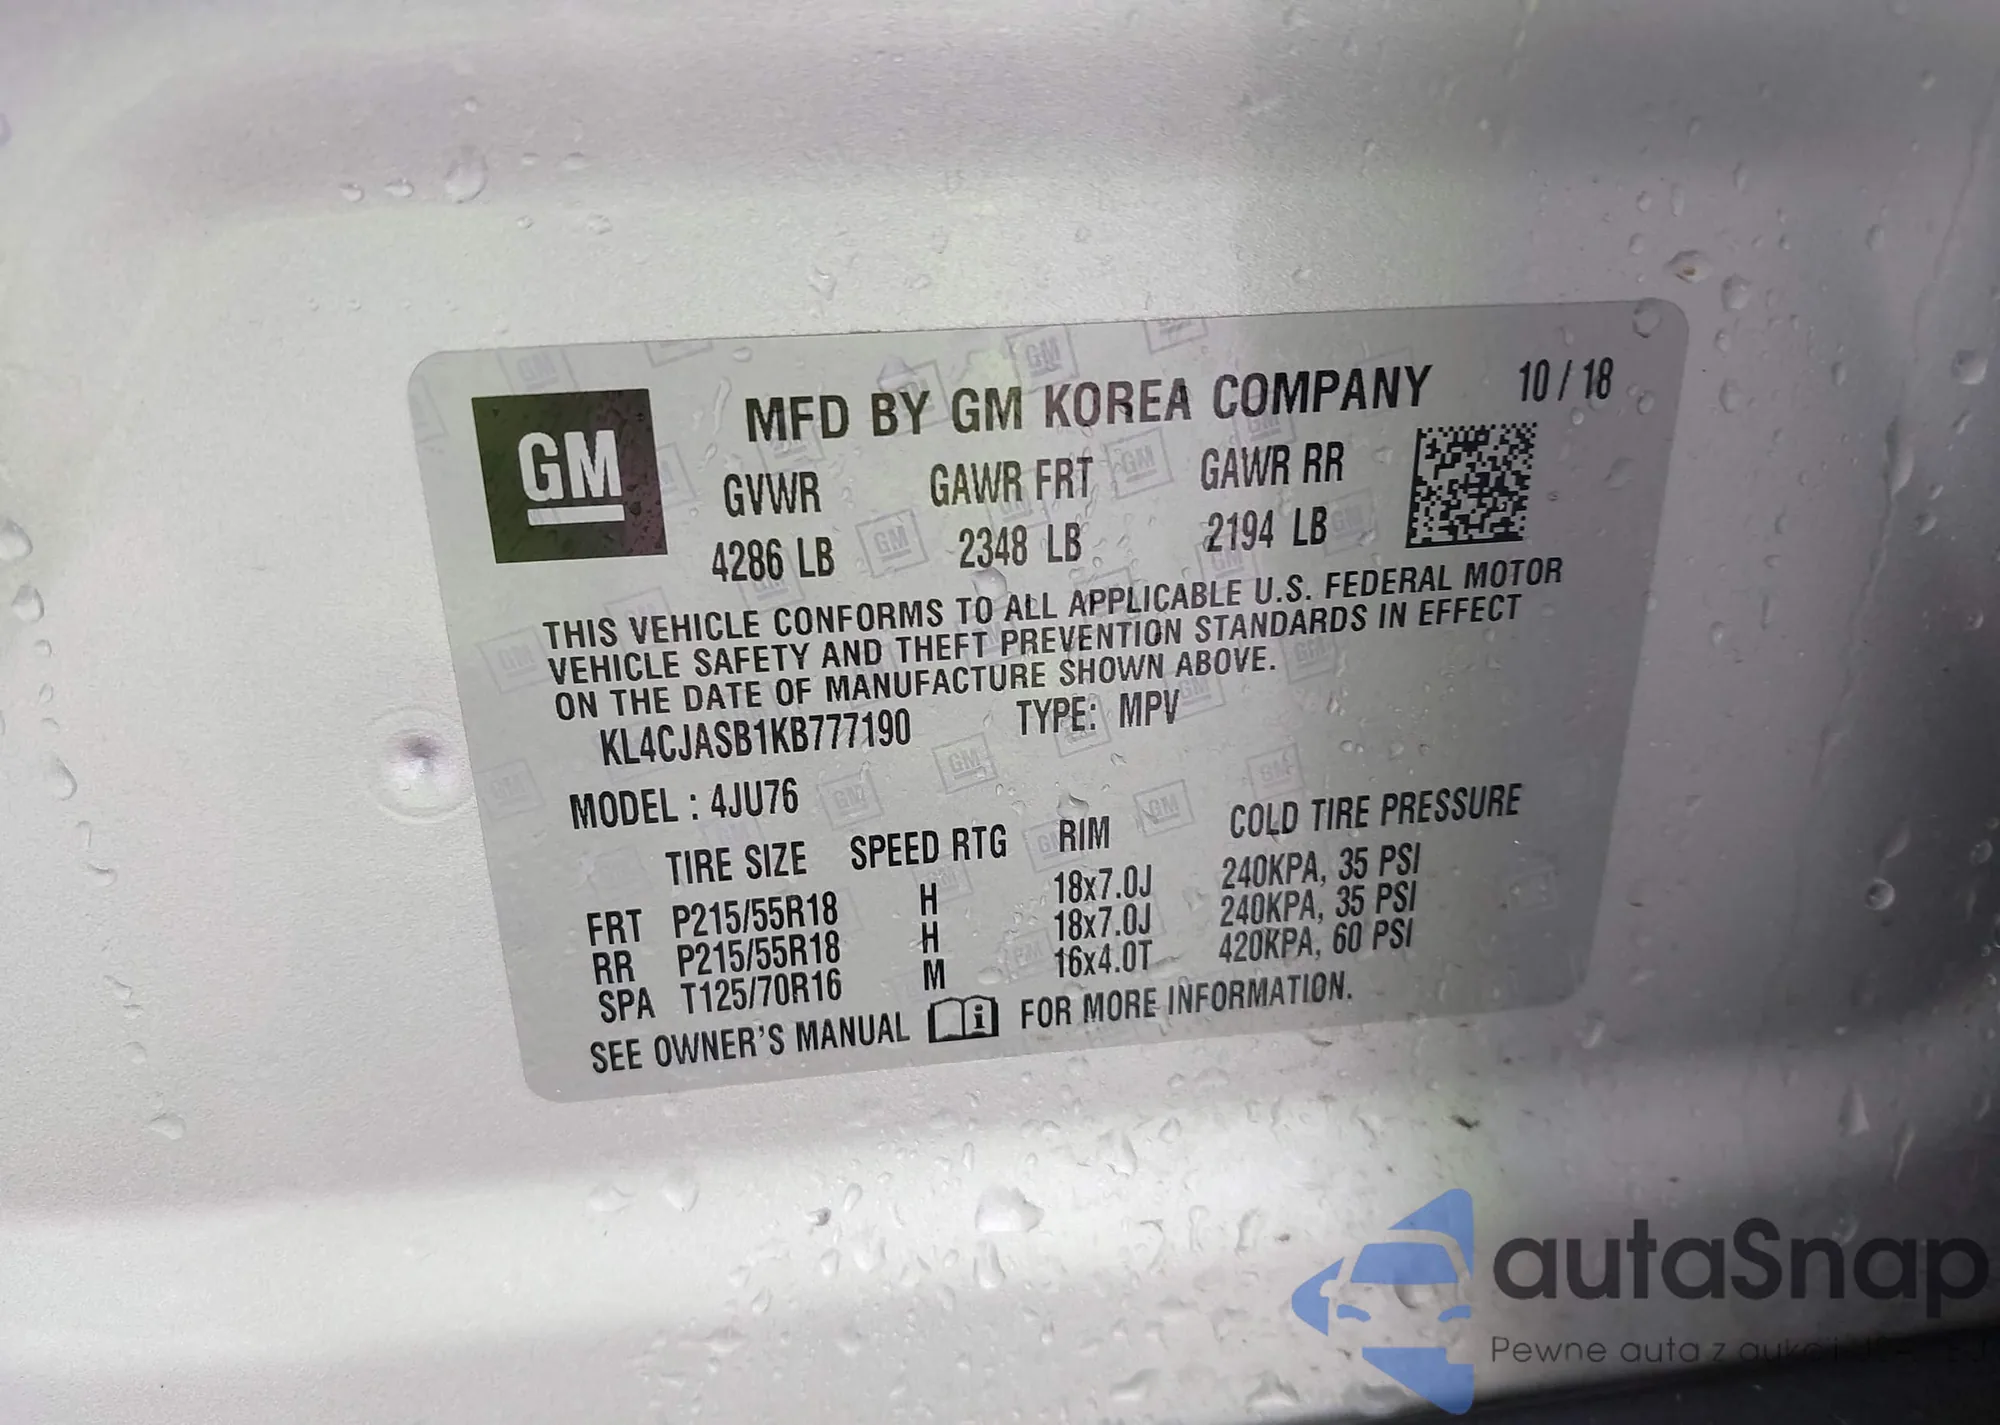 GM
MFD BY GM KOREA COMPANY 10 / 18
GVWR GAWR FRT GAWR RR
4286 LB 2348 LB 2194 LB
THIS VEHICLE CONFORMS TO ALL APPLICABLE U.S. FEDERAL MOTOR
VEHICLE SAFETY AND THEFT PREVENTION STANDARDS IN EFFECT
ON THE DATE OF MANUFACTURE SHOWN ABOVE.
KL4CJASB1KB777190 TYPE: MPV
MODEL : 4JU76
TIRE SIZE SPEED RTG RIM COLD TIRE PRESSURE
FRT P215/55R18 H 18x7.0J 240KPA, 35 PSI
RR P215/55R18 H 18x7.0J 240KPA, 35 PSI
SPA T125/70R16 M 16x4.0T 420KPA, 60 PSI
SEE OWNER'S MANUAL i FOR MORE INFORMATION.
autaSnap
Pewne auta z aukcji